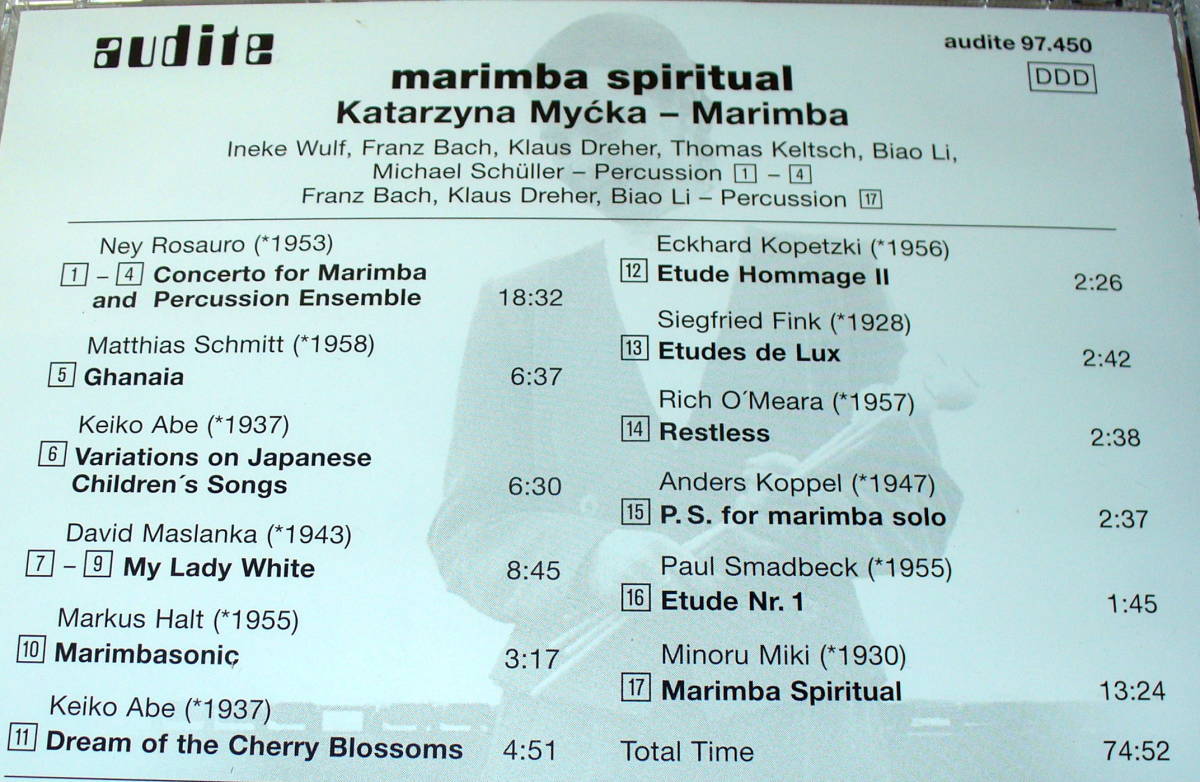 audite
audite 97.450
DDD
marimba spiritual
Katarzyna Myćka – Marimba
Ineke Wulf, Franz Bach, Klaus Dreher, Thomas Keltsch, Biao Li,
Michael Schüller – Percussion 1 – 4
Franz Bach, Klaus Dreher, Biao Li – Percussion 17
Ney Rosauro (*1953)
1 – 4 Concerto for Marimba
and Percussion Ensemble 18:32
Matthias Schmitt (*1958)
5 Ghanaia 6:37
Keiko Abe (*1937)
6 Variations on Japanese
Children´s Songs 6:30
David Maslanka (*1943)
7 – 9 My Lady White 8:45
Markus Halt (*1955)
10 Marimbasonic 3:17
Keiko Abe (*1937)
11 Dream of the Cherry Blossoms 4:51
Eckhard Kopetzki (*1956)
12 Etude Hommage II 2:26
Siegfried Fink (*1928)
13 Etudes de Lux 2:42
Rich O´Meara (*1957)
14 Restless 2:38
Anders Koppel (*1947)
15 P. S. for marimba solo 2:37
Paul Smadbeck (*1955)
16 Etude Nr. 1 1:45
Minoru Miki (*1930)
17 Marimba Spiritual 13:24
Total Time 74:52